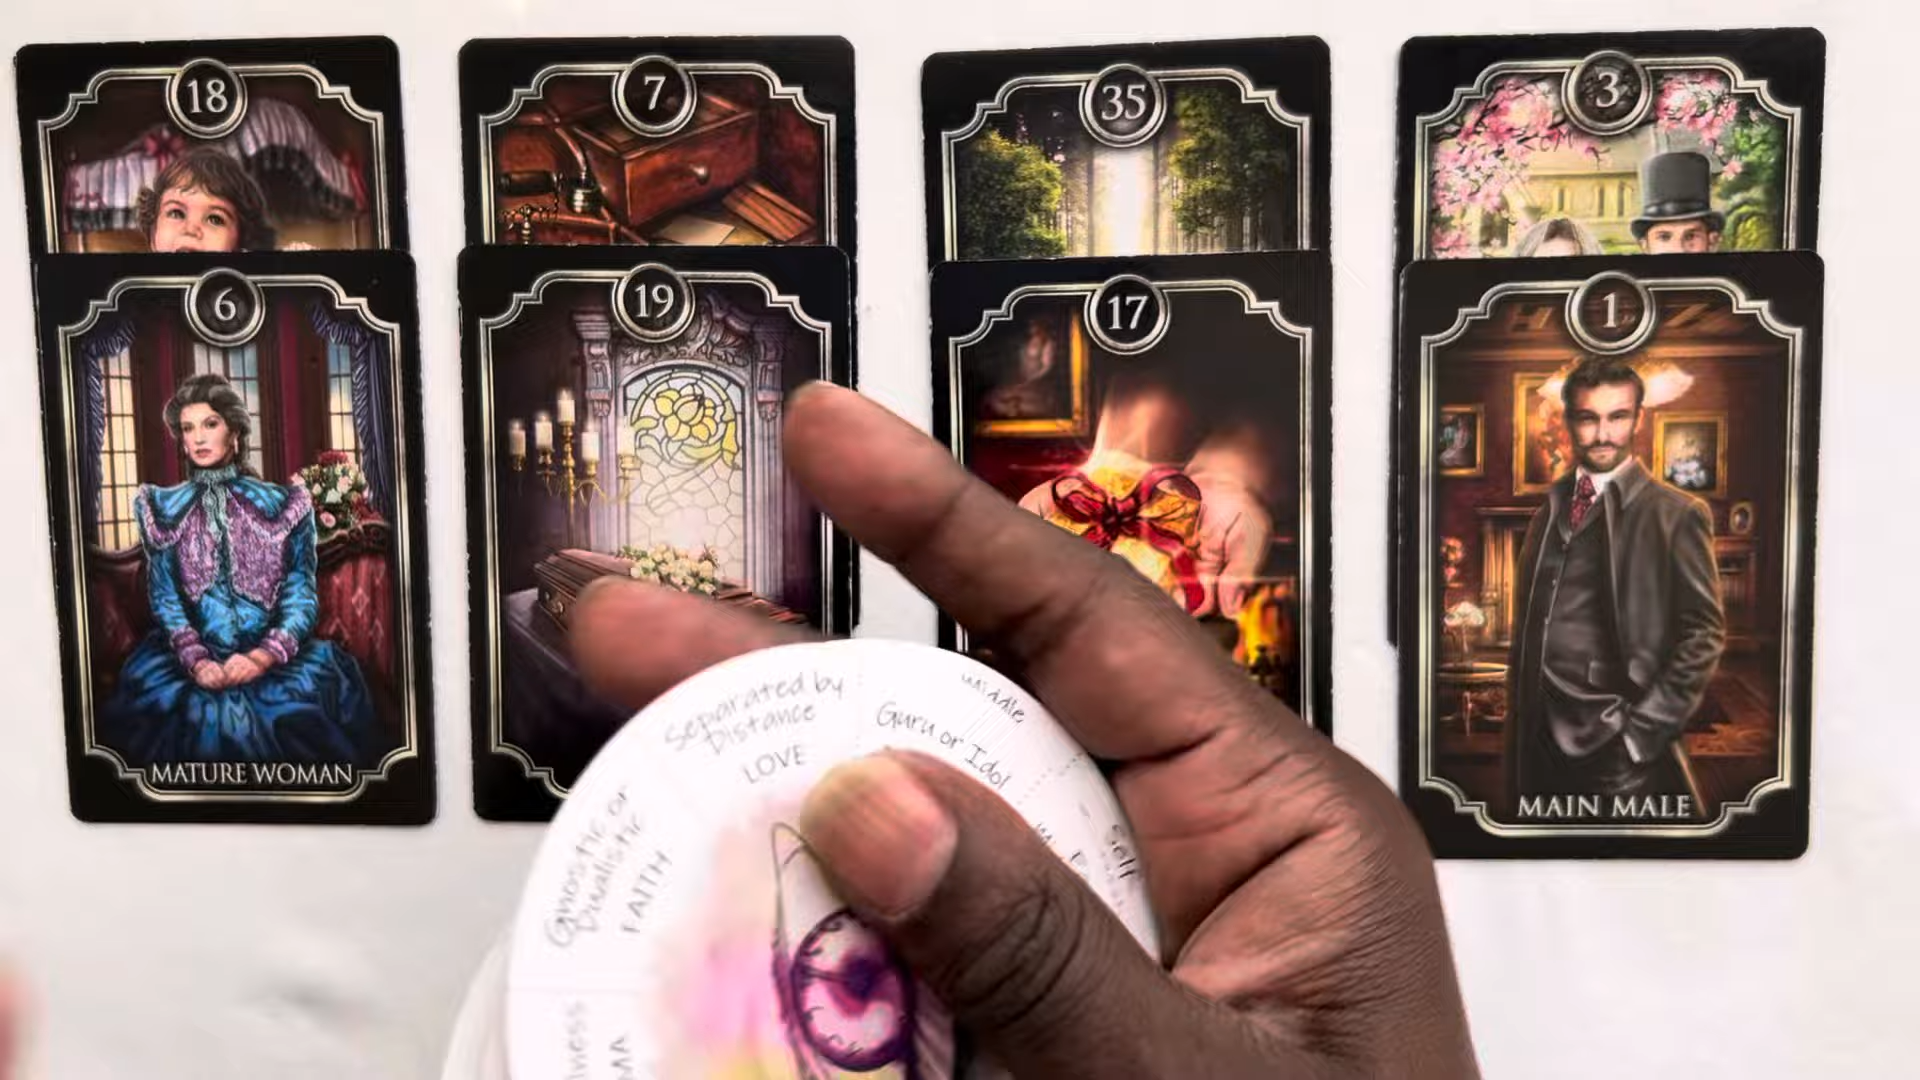 18
7
35
3
6
19
17
1
MATURE WOMAN
MAIN MALE
Separated by
Distance
LOVE
Middle
Guru or Idol
Self
Gnostic or
Dualistic
FAITH